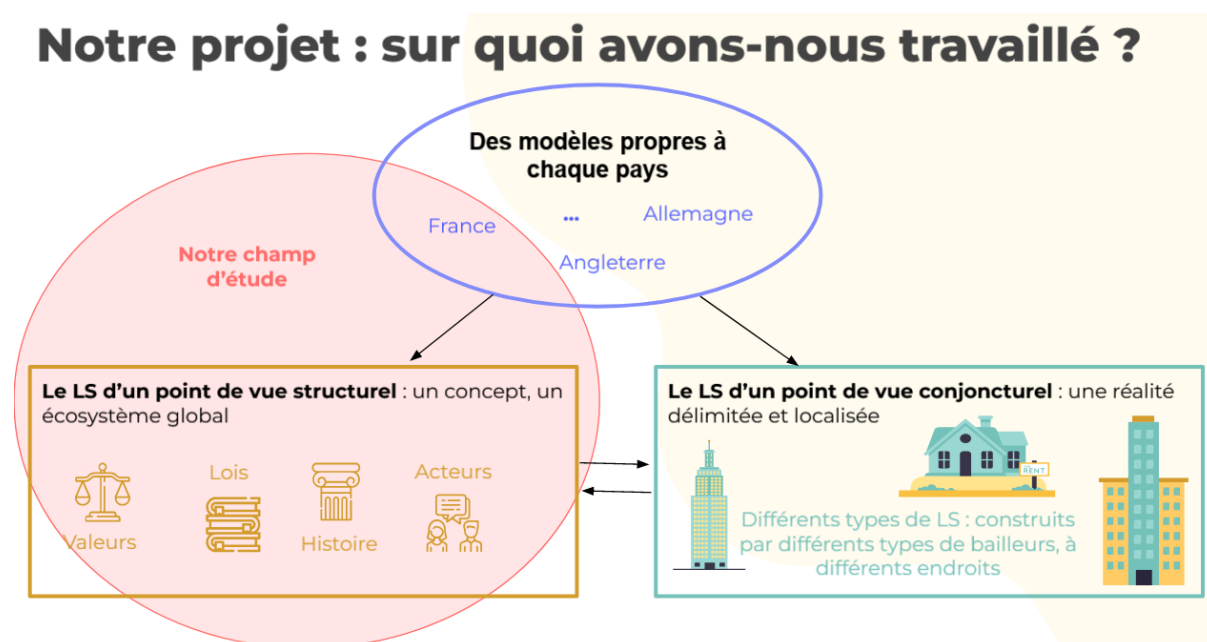 Notre projet : sur quoi avons-nous travaillé ?
Des modèles propres à
chaque pays
France
...
Allemagne
Angleterre
Notre champ
d'étude
Le LS d'un point de vue structurel : un concept, un
écosystème global
Valeurs
Lois
Histoire
Acteurs
Le LS d'un point de vue conjoncturel : une réalité
délimitée et localisée
RENT
Différents types de LS : construits
par différents types de bailleurs, à
différents endroits